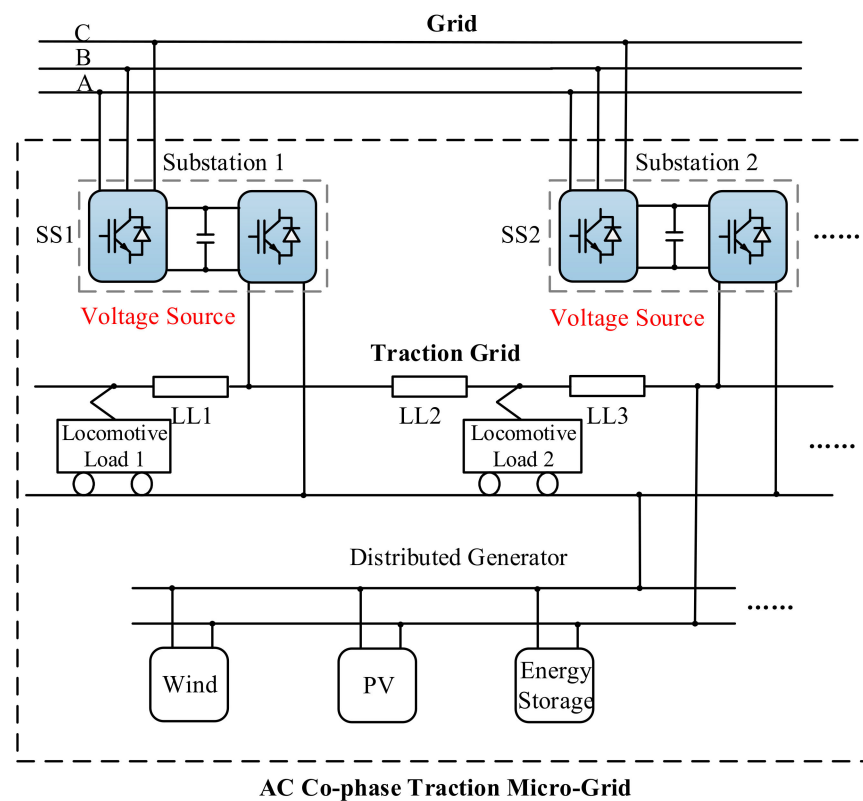 Grid
C
B
A
Substation 1
Substation 2
SS1
SS2
......
Voltage Source
Voltage Source
Traction Grid
LL1
LL2
LL3
Locomotive
Load 1
Locomotive
Load 2
......
Distributed Generator
......
Wind
PV
Energy
Storage
AC Co-phase Traction Micro-Grid